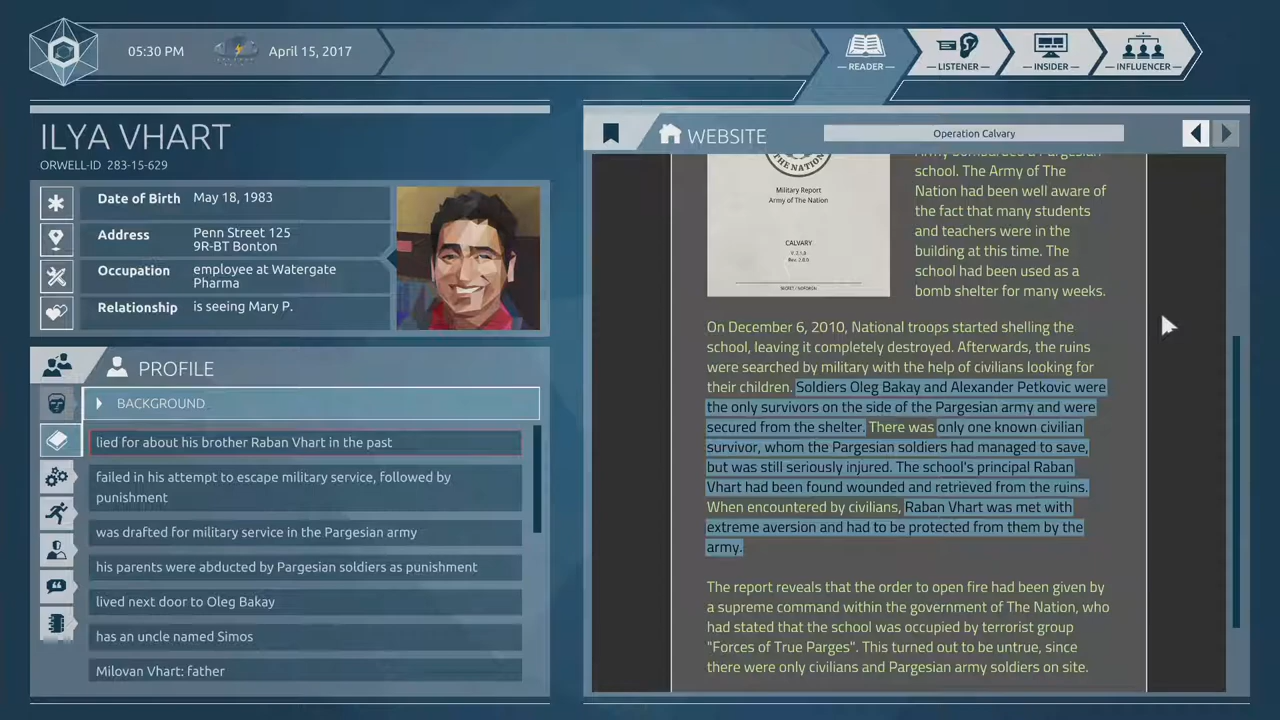 05:30 PM
April 15, 2017
— READER —
— LISTENER —
— INSIDER —
— INFLUENCER —
ILYA VHART
ORWELL-ID 283-15-629
Date of Birth May 18, 1983
Address Penn Street 125
9R-BT Bonton
Occupation employee at Watergate
Pharma
Relationship is seeing Mary P.
PROFILE
BACKGROUND
lied for about his brother Raban Vhart in the past
failed in his attempt to escape military service, followed by
punishment
was drafted for military service in the Pargesian army
his parents were abducted by Pargesian soldiers as punishment
lived next door to Oleg Bakay
has an uncle named Simos
Milovan Vhart: father
WEBSITE
Operation Calvary
THE NATION
Military Report
Army of The Nation
CALVARY
V. 2.1.0
Rev. 2.0.0
Army bombarded a Pargesian
school. The Army of The
Nation had been well aware of
the fact that many students
and teachers were in the
building at this time. The
school had been used as a
bomb shelter for many weeks.
On December 6, 2010, National troops started shelling the
school, leaving it completely destroyed. Afterwards, the ruins
were searched by military with the help of civilians looking for
their children. Soldiers Oleg Bakay and Alexander Petkovic were
the only survivors on the side of the Pargesian army and were
secured from the shelter. There was only one known civilian
survivor, whom the Pargesian soldiers had managed to save,
but was still seriously injured. The school's principal Raban
Vhart had been found wounded and retrieved from the ruins.
When encountered by civilians, Raban Vhart was met with
extreme aversion and had to be protected from them by the
army.
The report reveals that the order to open fire had been given by
a supreme command within the government of The Nation, who
had stated that the school was occupied by terrorist group
"Forces of True Parges". This turned out to be untrue, since
there were only civilians and Pargesian army soldiers on site.